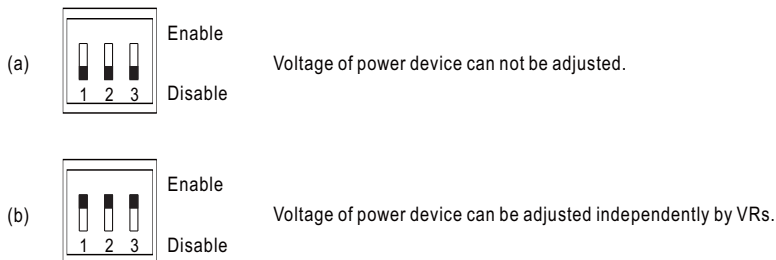 Enable
(a) Voltage of power device can not be adjusted.
1 2 3 Disable
Enable
(b) Voltage of power device can be adjusted independently by VRs.
1 2 3 Disable